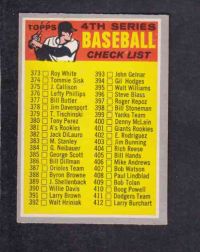 TOPPS
4TH SERIES
BASEBALL
CHECK LIST
373 Roy White
374 Tommie Sisk
375 J. Callison
376 Lefty Phillips
377 Bill Butler
378 Jim Davenport
379 T. Tischinski
380 Tony Perez
381 A's Rookies
382 Jack DiLauro
383 M. Stanley
384 G. Neibauer
385 George Scott
386 Bill Dillman
387 Orioles Team
388 Byron Browne
389 J. Shellenback
390 Willie Davis
391 Larry Brown
392 Walt Hriniak
393 John Gelnar
394 Gil Hodges
395 Walt Williams
396 Steve Blass
397 Roger Repoz
398 Bill Stoneman
399 Yanks Team
400 Denny McLain
401 Giants Rookies
402 E. Rodriguez
403 Jim Bunning
404 Rich Reese
405 Bill Hands
406 Mike Andrews
407 Bob Watson
408 Paul Lindblad
409 Bob Tolan
410 Boog Powell
411 Dodgers Team
412 Larry Burchart